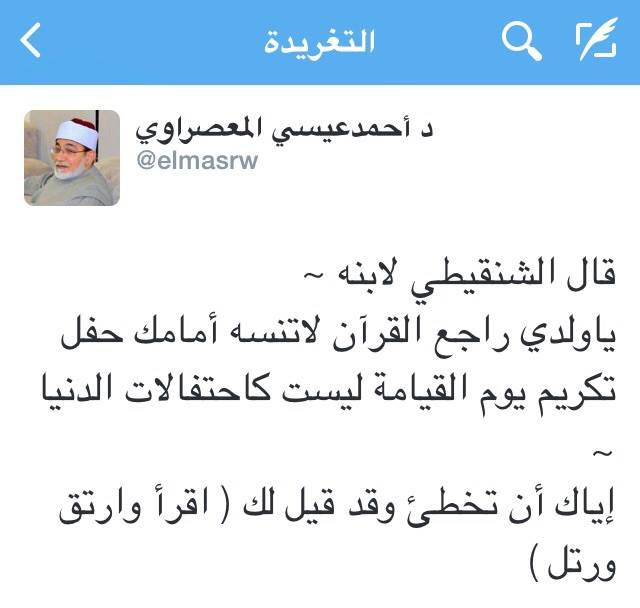 التغريدة
د أحمدعيسي المعصراوي
@elmasrw
قال الشنقيطي لابنه ~
ياولدي راجع القرآن لاتنسه أمامك حفل
تكريم يوم القيامة ليست كاحتفالات الدنيا
~
إياك أن تخطئ وقد قيل لك ( اقرأ وارتق
ورتل )